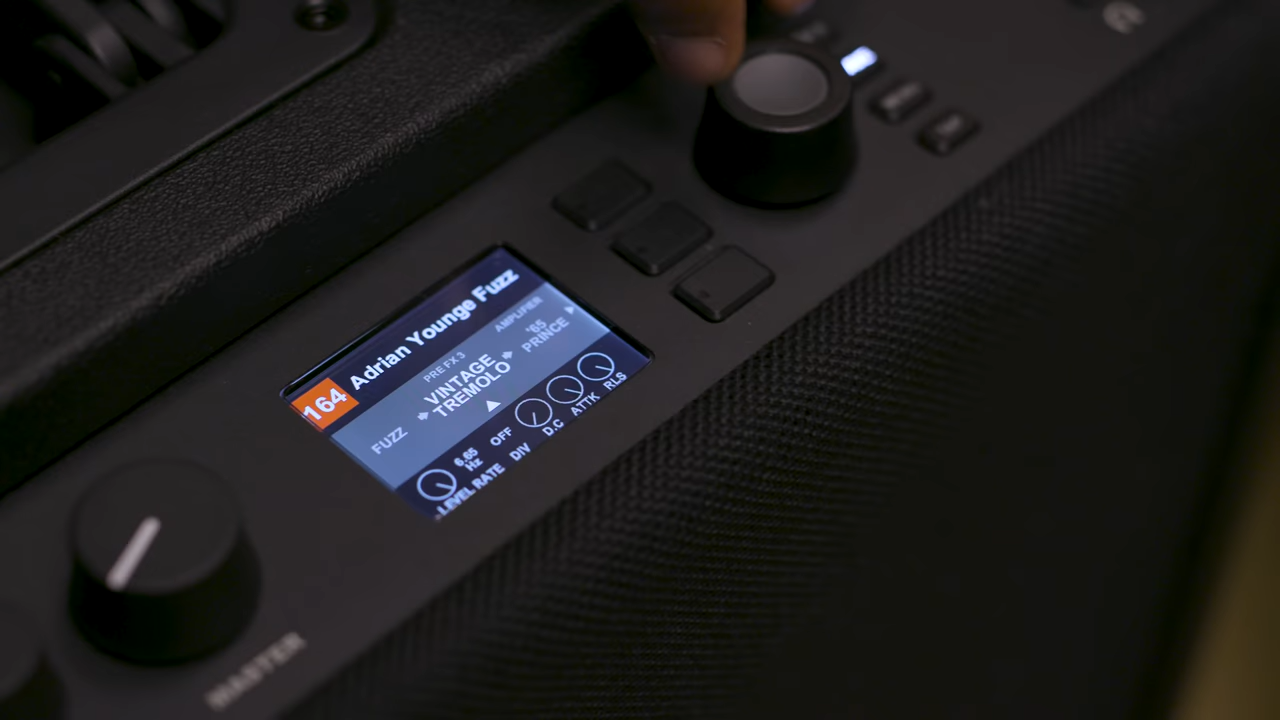 164 Adrian Younge Fuzz
PRE FX 3
AMPLIFIER
FUZZ
VINTAGE
TREMOLO
'65
PRINCE
6.65
Hz
OFF
LEVEL RATE DIV D.C ATTK RLS
MASTER